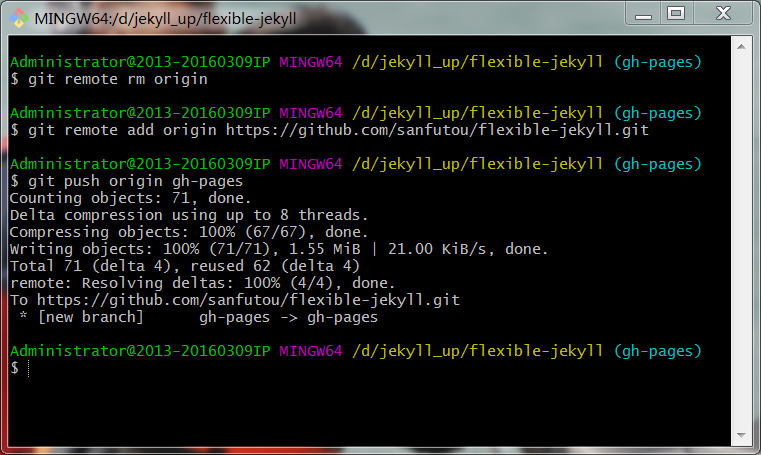 MINGW64:/d/jekyll_up/flexible-jekyll
Administrator@2013-20160309IP MINGW64 /d/jekyll_up/flexible-jekyll (gh-pages)
$ git remote rm origin
Administrator@2013-20160309IP MINGW64 /d/jekyll_up/flexible-jekyll (gh-pages)
$ git remote add origin https://github.com/sanfutou/flexible-jekyll.git
Administrator@2013-20160309IP MINGW64 /d/jekyll_up/flexible-jekyll (gh-pages)
$ git push origin gh-pages
Counting objects: 71, done.
Delta compression using up to 8 threads.
Compressing objects: 100% (67/67), done.
Writing objects: 100% (71/71), 1.55 MiB | 21.00 KiB/s, done.
Total 71 (delta 4), reused 62 (delta 4)
remote: Resolving deltas: 100% (4/4), done.
To https://github.com/sanfutou/flexible-jekyll.git
 * [new branch]      gh-pages -> gh-pages
Administrator@2013-20160309IP MINGW64 /d/jekyll_up/flexible-jekyll (gh-pages)
$